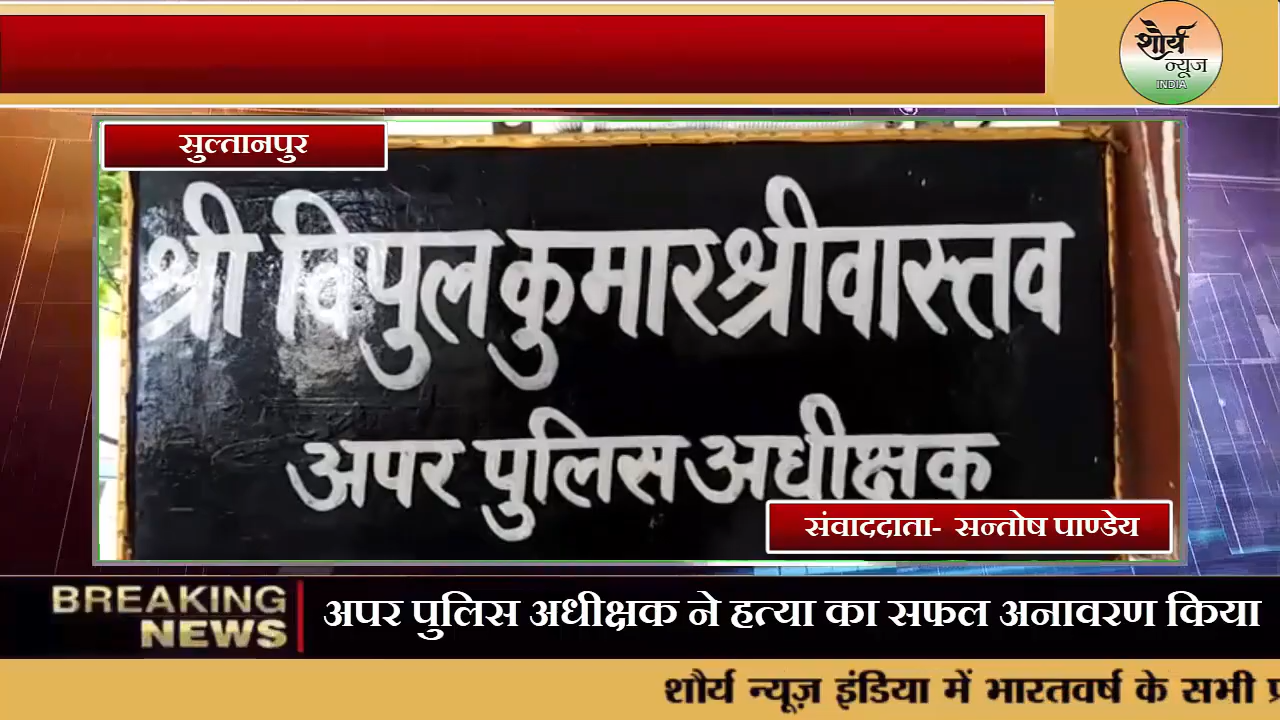 शौर्य
न्यूज
INDIA
सुल्तानपुर
श्री विपुल कुमार श्रीवास्तव
अपर पुलिस अधीक्षक
संवाददाता- सन्तोष पाण्डेय
BREAKING
NEWS
अपर पुलिस अधीक्षक ने हत्या का सफल अनावरण किया
शौर्य न्यूज़ इंडिया में भारतवर्ष के सभी